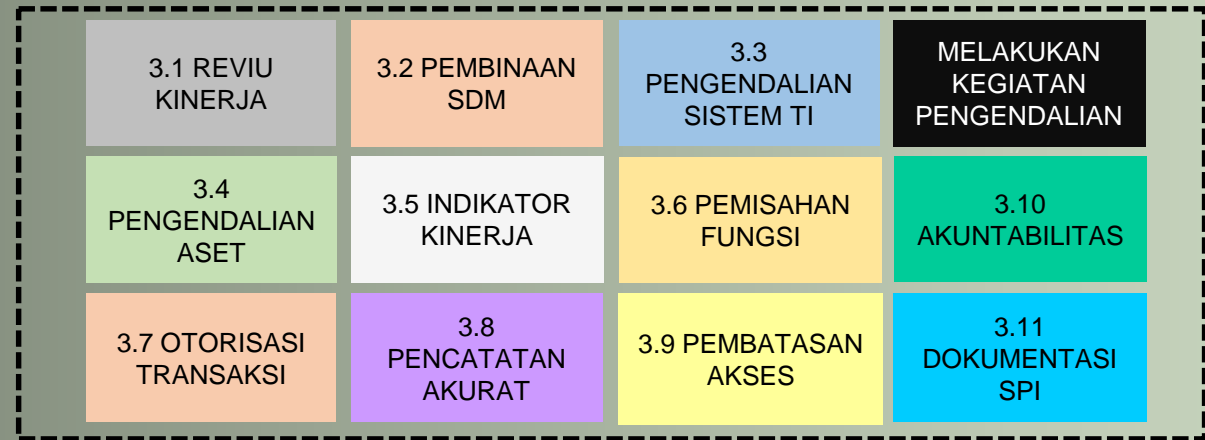 3.1 REVIU
KINERJA
3.2 PEMBINAAN
SDM
3.3
PENGENDALIAN
SISTEM TI
MELAKUKAN
KEGIATAN
PENGENDALIAN
3.4
PENGENDALIAN
ASET
3.5 INDIKATOR
KINERJA
3.6 PEMISAHAN
FUNGSI
3.10
AKUNTABILITAS
3.7 OTORISASI
TRANSAKSI
3.8
PENCATATAN
AKURAT
3.9 PEMBATASAN
AKSES
3.11
DOKUMENTASI
SPI